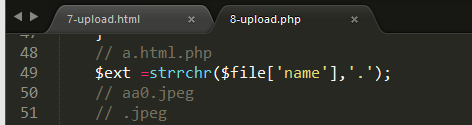 7-upload.html × 8-upload.php ×
47 }
48 // a.html.php
49 $ext =strrchr($file['name'],'.');
50 // aa0.jpeg
51 // .jpeg